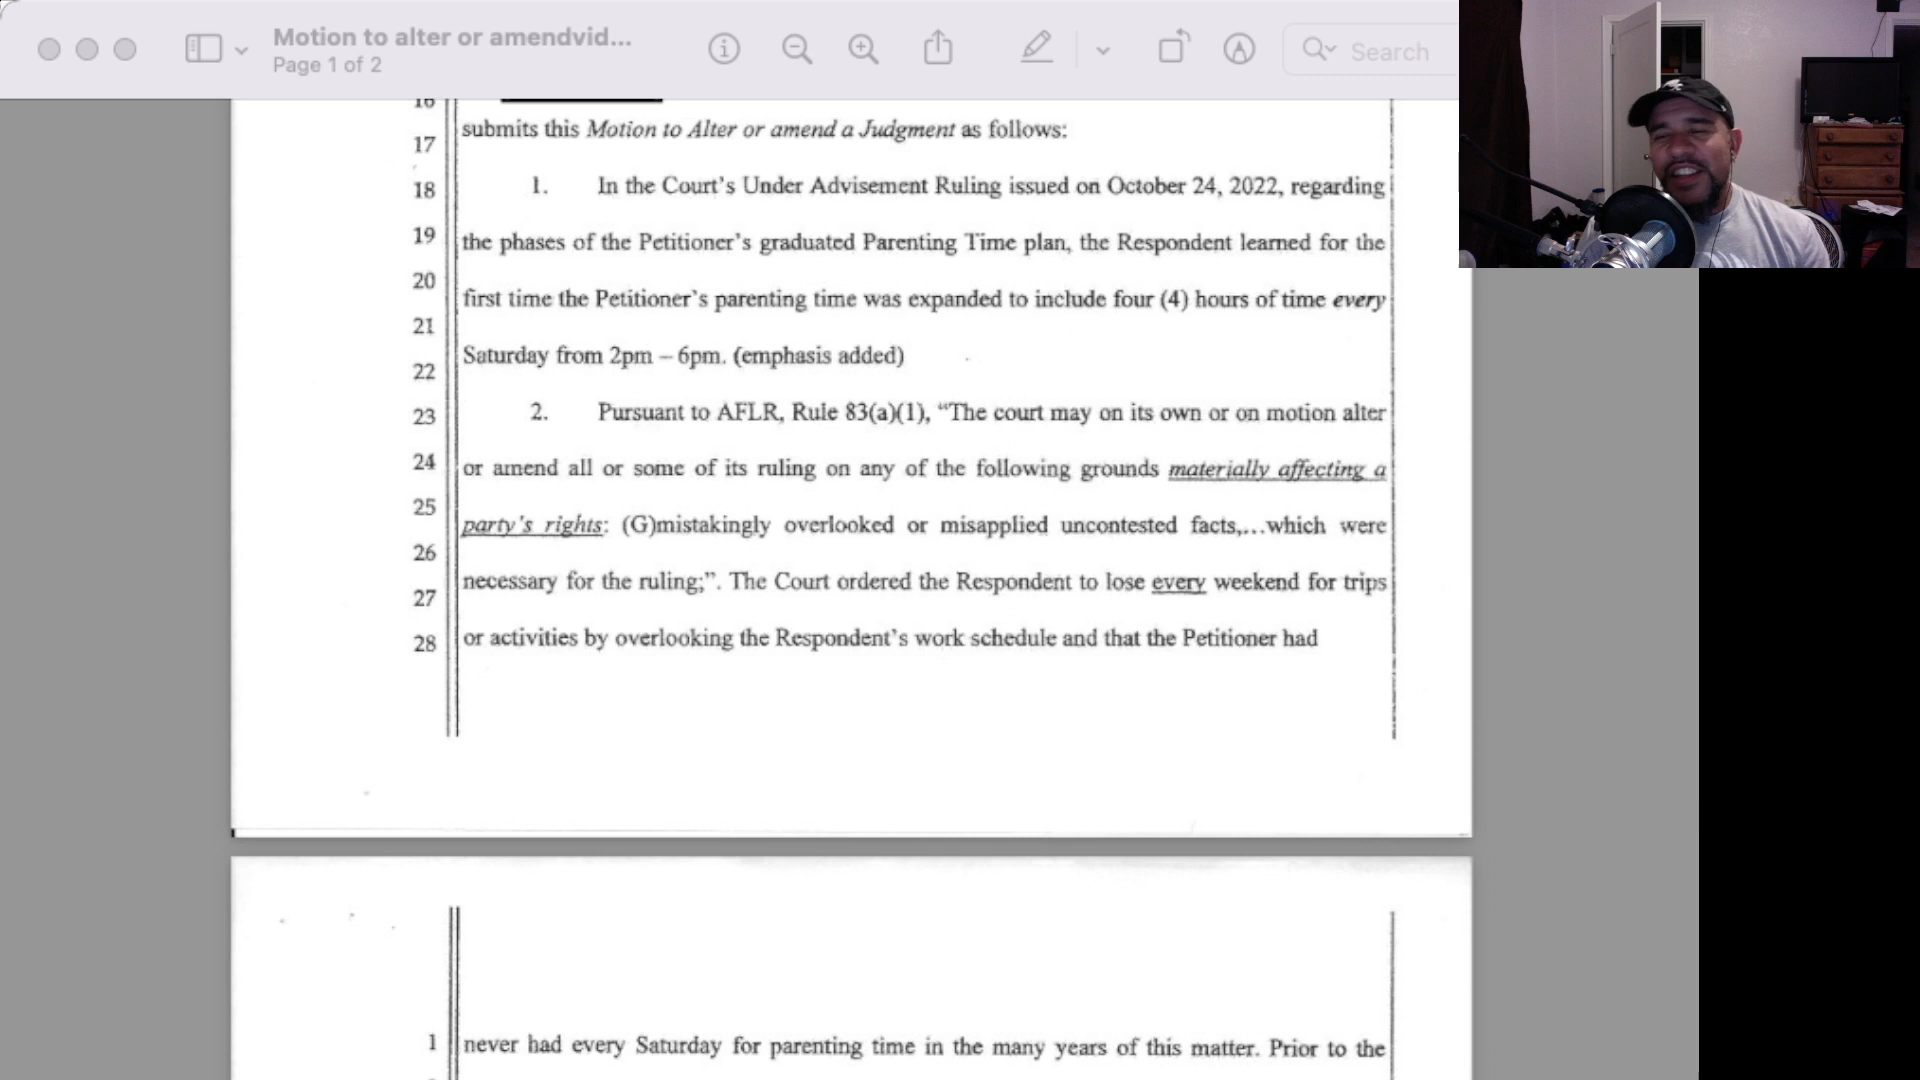 Motion to alter or amendvid...
Page 1 of 2
Search
16
17 submits this Motion to Alter or amend a Judgment as follows:
18 1. In the Court's Under Advisement Ruling issued on October 24, 2022, regarding
19 the phases of the Petitioner's graduated Parenting Time plan, the Respondent learned for the
20 first time the Petitioner's parenting time was expanded to include four (4) hours of time every
21
22 Saturday from 2pm – 6pm. (emphasis added)
23 2. Pursuant to AFLR, Rule 83(a)(1), “The court may on its own or on motion alter
24 or amend all or some of its ruling on any of the following grounds materially affecting a
25 party's rights: (G)mistakingly overlooked or misapplied uncontested facts,...which were
26
27 necessary for the ruling;”. The Court ordered the Respondent to lose every weekend for trips
28 or activities by overlooking the Respondent's work schedule and that the Petitioner had
1 never had every Saturday for parenting time in the many years of this matter. Prior to the